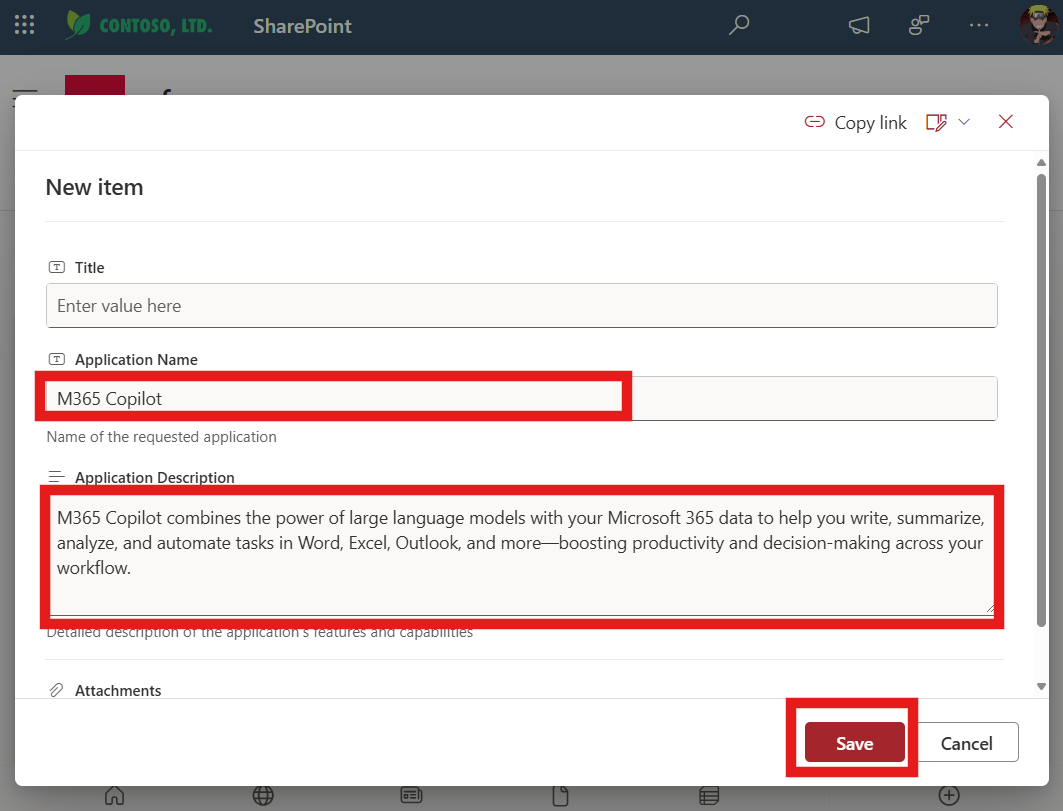 CONTOSO, LTD.
SharePoint
Copy link
New item
Title
Enter value here
Application Name
M365 Copilot
Name of the requested application
Application Description
M365 Copilot combines the power of large language models with your Microsoft 365 data to help you write, summarize,
analyze, and automate tasks in Word, Excel, Outlook, and more—boosting productivity and decision-making across your
workflow.
Detailed description of the application's features and capabilities
Attachments
Save
Cancel